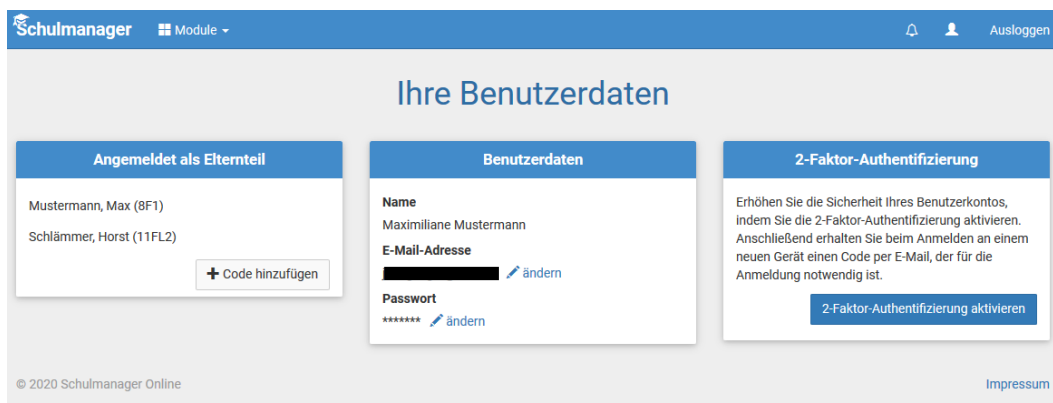 Schulmanager Module Ausloggen
Ihre Benutzerdaten
Angemeldet als Elternteil
Mustermann, Max (8F1)
Schlämmer, Horst (11FL2)
+ Code hinzufügen
Benutzerdaten
Name
Maximiliane Mustermann
E-Mail-Adresse
ändern
Passwort
******* ändern
2-Faktor-Authentifizierung
Erhöhen Sie die Sicherheit Ihres Benutzerkontos,
indem Sie die 2-Faktor-Authentifizierung aktivieren.
Anschließend erhalten Sie beim Anmelden an einem
neuen Gerät einen Code per E-Mail, der für die
Anmeldung notwendig ist.
2-Faktor-Authentifizierung aktivieren
© 2020 Schulmanager Online
Impressum